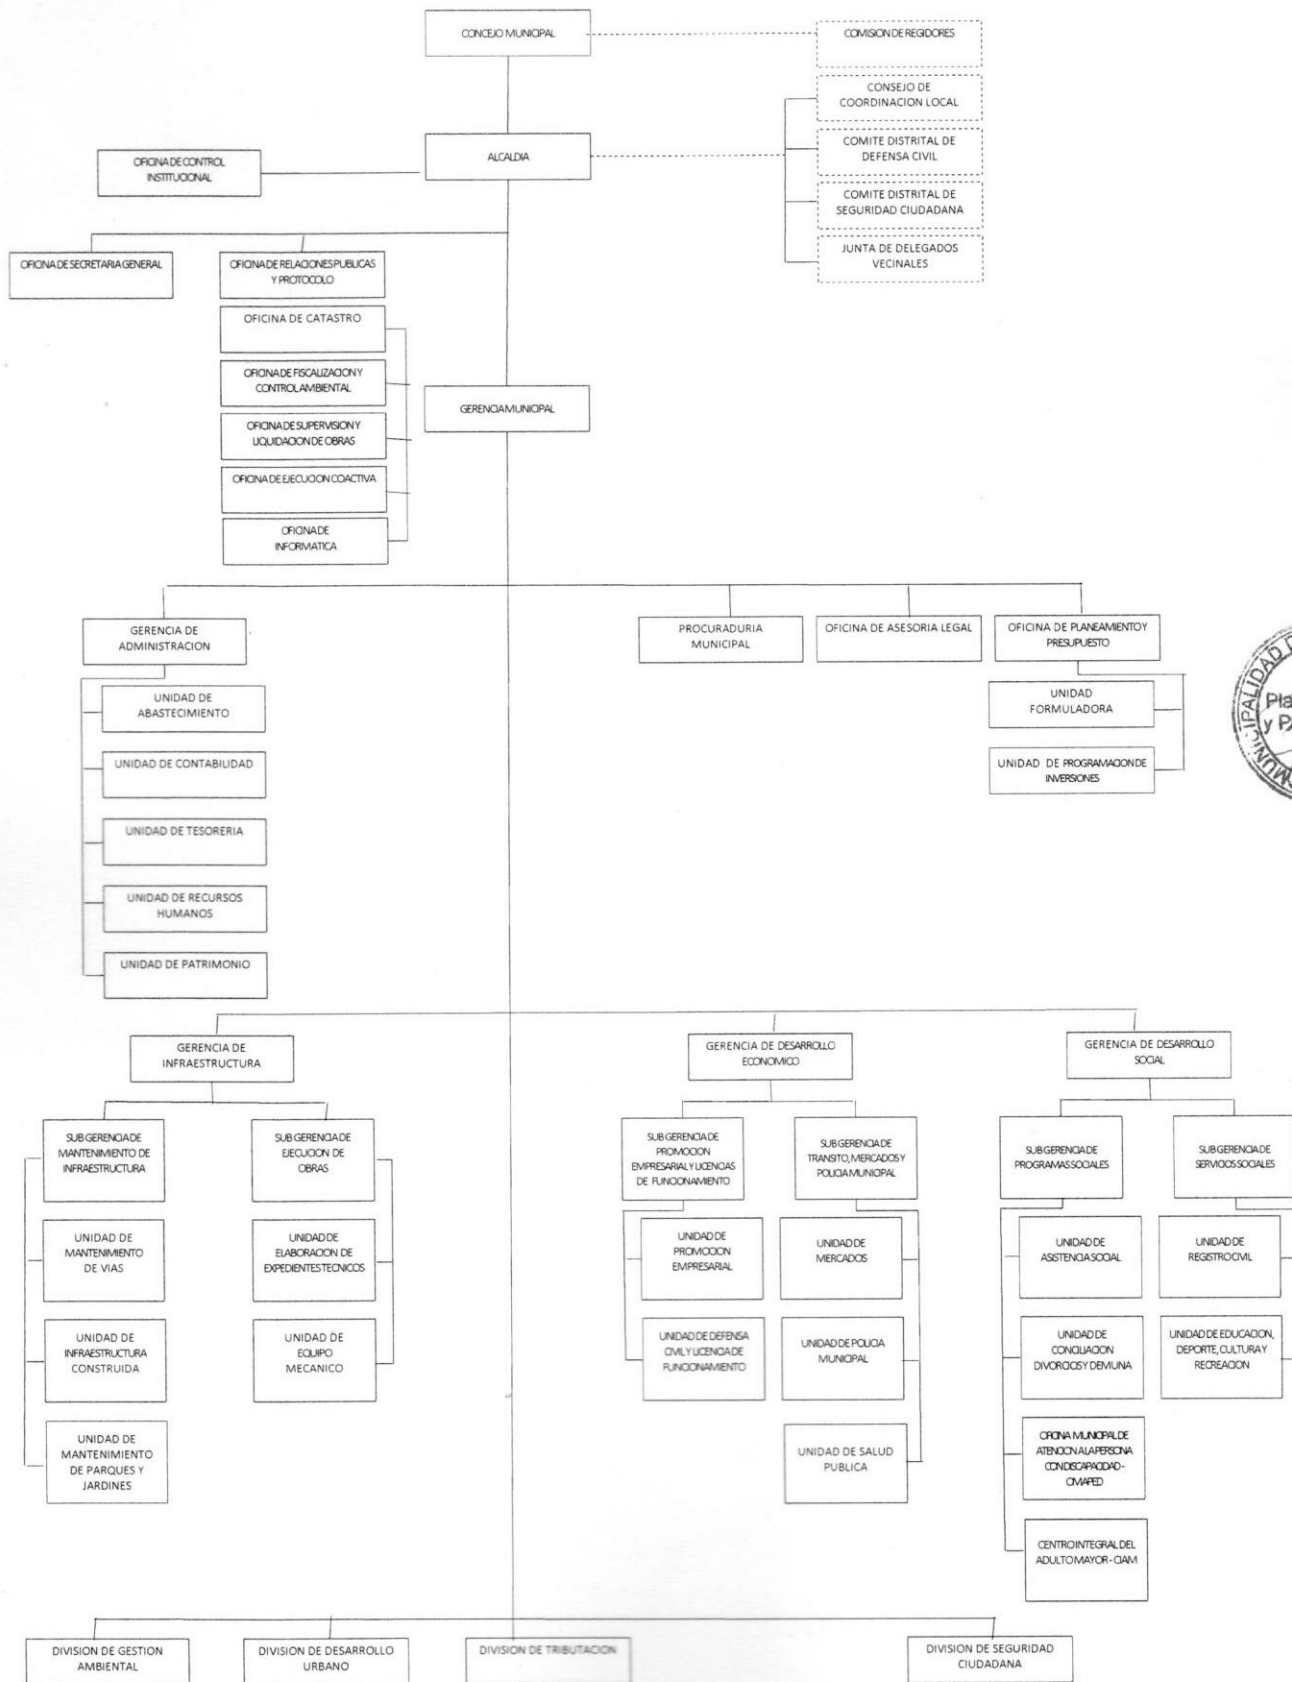 CONCEJO MUNICIPAL
COMISION DE REGIDORES
CONSEJO DE
COORDINACION LOCAL
ALCALDIA
COMITE DISTRITAL DE
DEFENSA CIVIL
OFICINA DE CONTROL
INSTITUCIONAL
COMITE DISTRITAL DE
SEGURIDAD CIUDADANA
JUNTA DE DELEGADOS
VECINALES
OFICINA DE SECRETARIA GENERAL
OFICINA DE RELACIONES PUBLICAS
Y PROTOCOLO
OFICINA DE CATASTRO
OFICINA DE FISCALIZACION Y
CONTROL AMBIENTAL
GERENCIA MUNICIPAL
OFICINA DE SUPERVISION Y
LIQUIDACION DE OBRAS
OFICINA DE EJECUCION COACTIVA
OFICINA DE
INFORMATICA
GERENCIA DE
ADMINISTRACION
PROCURADURIA
MUNICIPAL
OFICINA DE ASESORIA LEGAL
OFICINA DE PLANEAMIENTO Y
PRESUPUESTO
UNIDAD DE
ABASTECIMIENTO
UNIDAD DE CONTABILIDAD
UNIDAD DE TESORERIA
UNIDAD DE RECURSOS
HUMANOS
UNIDAD DE PATRIMONIO
UNIDAD
FORMULADORA
UNIDAD DE PROGRAMACION DE
INVERSIONES
MUNICIPALIDAD
GERENCIA DE
INFRAESTRUCTURA
GERENCIA DE DESARROLLO
ECONOMICO
GERENCIA DE DESARROLLO
SOCIAL
SUB GERENCIA DE
MANTENIMIENTO DE
INFRAESTRUCTURA
SUB GERENCIA DE
EJECUCION DE
OBRAS
SUB GERENCIA DE
PROMOCION
EMPRESARIAL Y LICENCIAS
DE FUNCIONAMIENTO
SUB GERENCIA DE
TRANSITO, MERCADOS Y
POLICIA MUNICIPAL
SUB GERENCIA DE
PROGRAMAS SOCIALES
SUB GERENCIA DE
SERVICIOS SOCIALES
UNIDAD DE
MANTENIMIENTO
DE VIAS
UNIDAD DE
ELABORACION DE
EXPEDIENTES TECNICOS
UNIDAD DE
PROMOCION
EMPRESARIAL
UNIDAD DE
MERCADOS
UNIDAD DE
ASISTENCIA SOCIAL
UNIDAD DE
REGISTRO CIVIL
UNIDAD DE
INFRAESTRUCTURA
CONSTRUIDA
UNIDAD DE
EQUIPO
MECANICO
UNIDAD DE DEFENSA
CIVIL Y LICENCIA DE
FUNCIONAMIENTO
UNIDAD DE POLICIA
MUNICIPAL
UNIDAD DE
CONCILIACION
DIVORCIOS Y DEMUNA
UNIDAD DE EDUCACION,
DEPORTE, CULTURA Y
RECREACION
UNIDAD DE
MANTENIMIENTO
DE PARQUES Y
JARDINES
UNIDAD DE SALUD
PUBLICA
OFICINA MUNICIPAL DE
ATENCION A LA PERSONA
CON DISCAPACIDAD -
OMAPED
CENTRO INTEGRAL DEL
ADULTO MAYOR - CIAM
DIVISION DE GESTION
AMBIENTAL
DIVISION DE DESARROLLO
URBANO
DIVISION DE TRIBUTACION
DIVISION DE SEGURIDAD
CIUDADANA